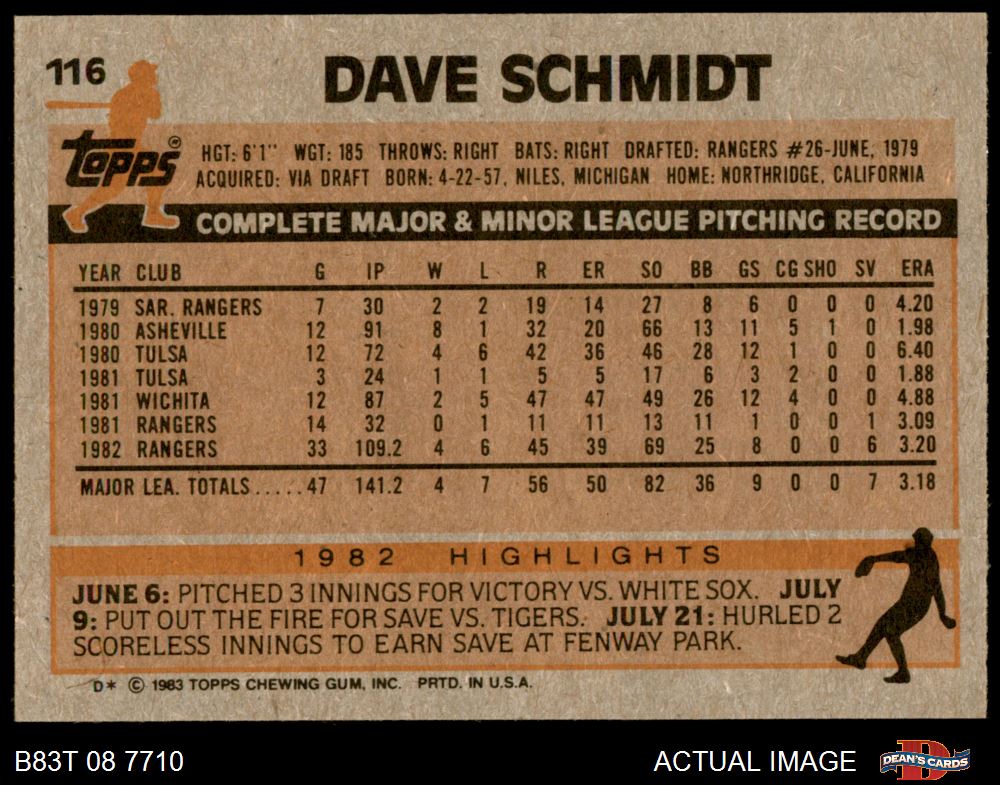 116
DAVE SCHMIDT
Topps®
HGT: 6'1" WGT: 185 THROWS: RIGHT BATS: RIGHT DRAFTED: RANGERS #26-JUNE, 1979
ACQUIRED: VIA DRAFT BORN: 4-22-57, NILES, MICHIGAN HOME: NORTHRIDGE, CALIFORNIA
COMPLETE MAJOR & MINOR LEAGUE PITCHING RECORD
YEAR CLUB G IP W L R ER SO BB GS CG SHO SV ERA
1979 SAR. RANGERS 7 30 2 2 19 14 27 8 6 0 0 0 4.20
1980 ASHEVILLE 12 91 8 1 32 20 66 13 11 5 1 0 1.98
1980 TULSA 12 72 4 6 42 36 46 28 12 1 0 0 6.40
1981 TULSA 3 24 1 1 5 5 17 6 3 2 0 0 1.88
1981 WICHITA 12 87 2 5 47 47 49 26 12 4 0 0 4.88
1981 RANGERS 14 32 0 1 11 11 13 11 1 0 0 1 3.09
1982 RANGERS 33 109.2 4 6 45 39 69 25 8 0 0 6 3.20
MAJOR LEA. TOTALS.....47 141.2 4 7 56 50 82 36 9 0 0 7 3.18
1982 HIGHLIGHTS
JUNE 6: PITCHED 3 INNINGS FOR VICTORY VS. WHITE SOX. JULY
9: PUT OUT THE FIRE FOR SAVE VS. TIGERS. JULY 21: HURLED 2
SCORELESS INNINGS TO EARN SAVE AT FENWAY PARK.
D* © 1983 TOPPS CHEWING GUM, INC. PRTD. IN U.S.A.
B83T 08 7710
ACTUAL IMAGE
D
DEAN'S CARDS